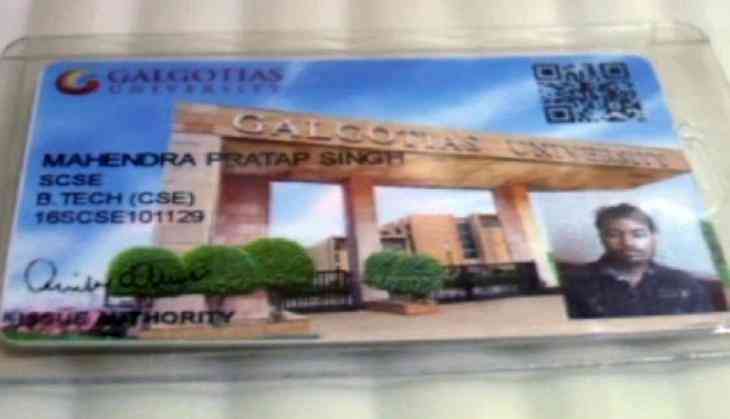 GALGOTIAS
UNIVERSITY
GALGOTIAS UNIVERSITY
MAHENDRA PRATAP SINGH
SCSE
B.TECH (CSE)
16SCSE101129
ISSUE AUTHORITY